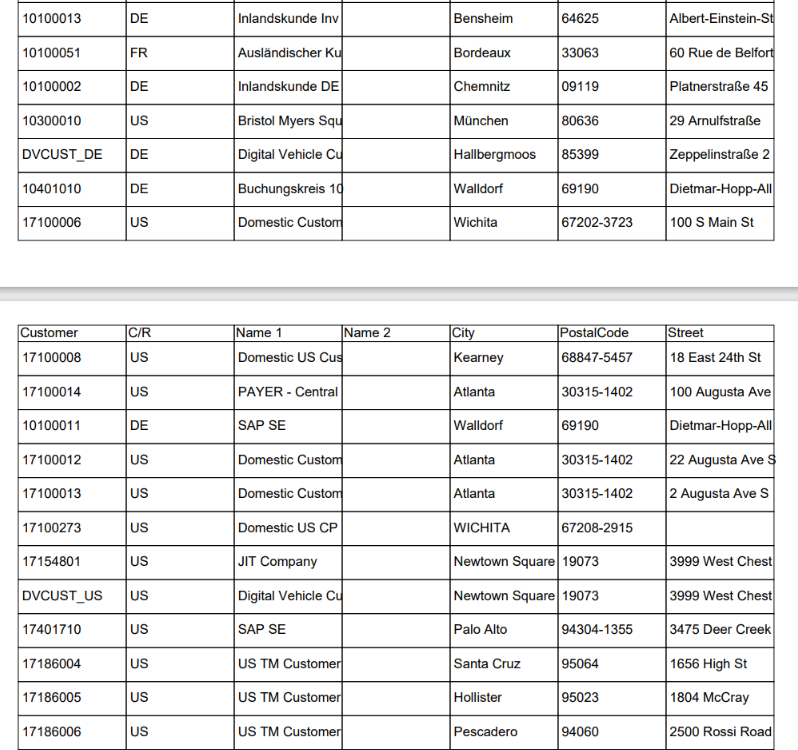 10100013 DE Inlandskunde Inv Bensheim 64625 Albert-Einstein-St
10100051 FR Ausländischer Ku Bordeaux 33063 60 Rue de Belfort
10100002 DE Inlandskunde DE Chemnitz 09119 Platnerstraße 45
10300010 US Bristol Myers Squ München 80636 29 Arnulfstraße
DVCUST_DE DE Digital Vehicle Cu Hallbergmoos 85399 Zeppelinstraße 2
10401010 DE Buchungskreis 10 Walldorf 69190 Dietmar-Hopp-All
17100006 US Domestic Custom Wichita 67202-3723 100 S Main St
Customer C/R Name 1 Name 2 City PostalCode Street
17100008 US Domestic US Cus Kearney 68847-5457 18 East 24th St
17100014 US PAYER - Central Atlanta 30315-1402 100 Augusta Ave
10100011 DE SAP SE Walldorf 69190 Dietmar-Hopp-All
17100012 US Domestic Custom Atlanta 30315-1402 22 Augusta Ave S
17100013 US Domestic Custom Atlanta 30315-1402 2 Augusta Ave S
17100273 US Domestic US CP WICHITA 67208-2915
17154801 US JIT Company Newtown Square 19073 3999 West Chest
DVCUST_US US Digital Vehicle Cu Newtown Square 19073 3999 West Chest
17401710 US SAP SE Palo Alto 94304-1355 3475 Deer Creek
17186004 US US TM Customer Santa Cruz 95064 1656 High St
17186005 US US TM Customer Hollister 95023 1804 McCray
17186006 US US TM Customer Pescadero 94060 2500 Rossi Road